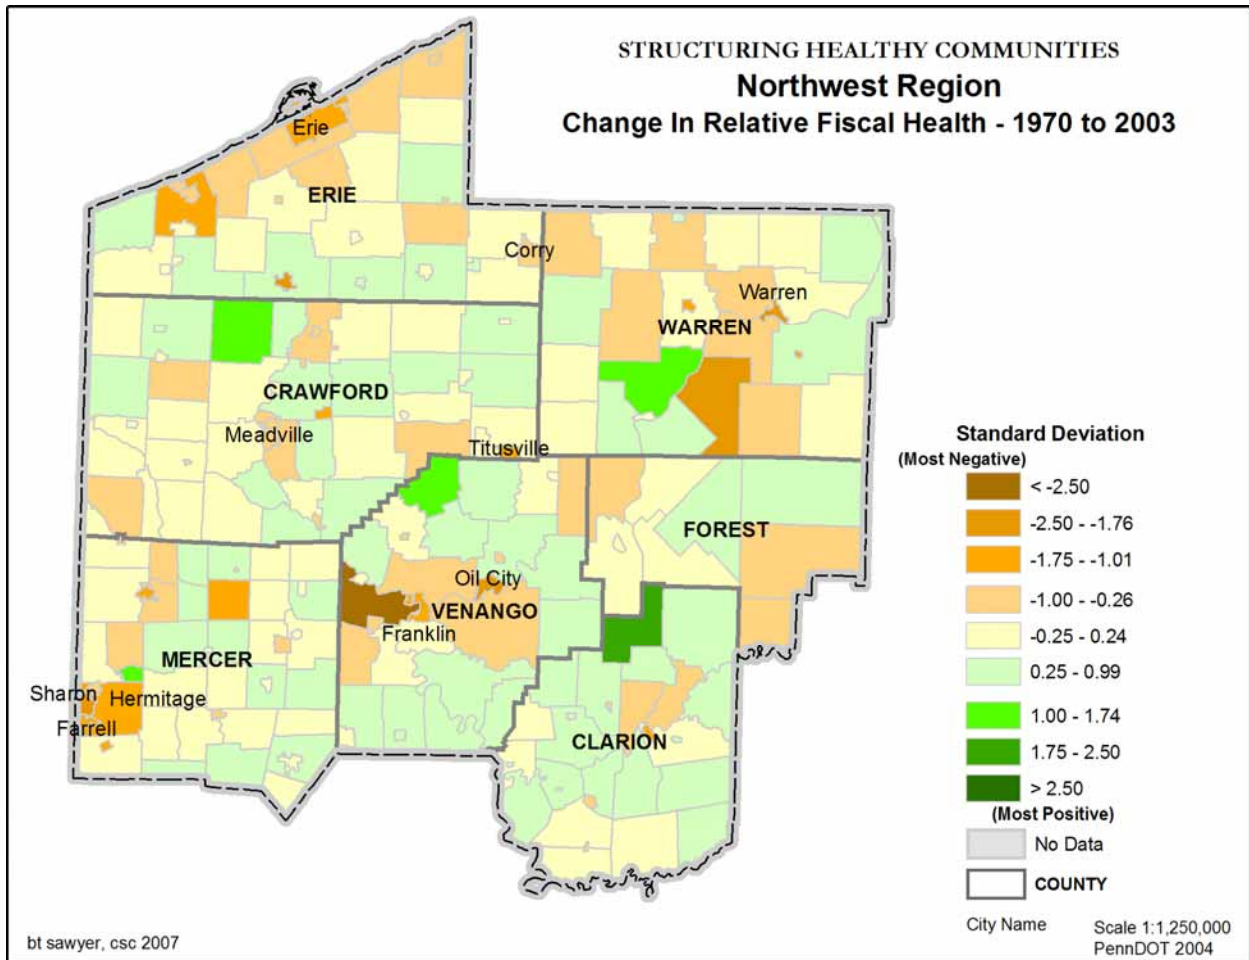 STRUCTURING HEALTHY COMMUNITIES
Northwest Region
Change In Relative Fiscal Health - 1970 to 2003
Erie
ERIE
Corry
Warren
WARREN
CRAWFORD
Meadville
Titusville
FOREST
Oil City
VENANGO
Franklin
MERCER
Sharon
Hermitage
Farrell
CLARION
Standard Deviation
(Most Negative)
< -2.50
-2.50 - -1.76
-1.75 - -1.01
-1.00 - -0.26
-0.25 - 0.24
0.25 - 0.99
1.00 - 1.74
1.75 - 2.50
> 2.50
(Most Positive)
No Data
COUNTY
City Name
Scale 1:1,250,000
PennDOT 2004
bt sawyer, csc 2007